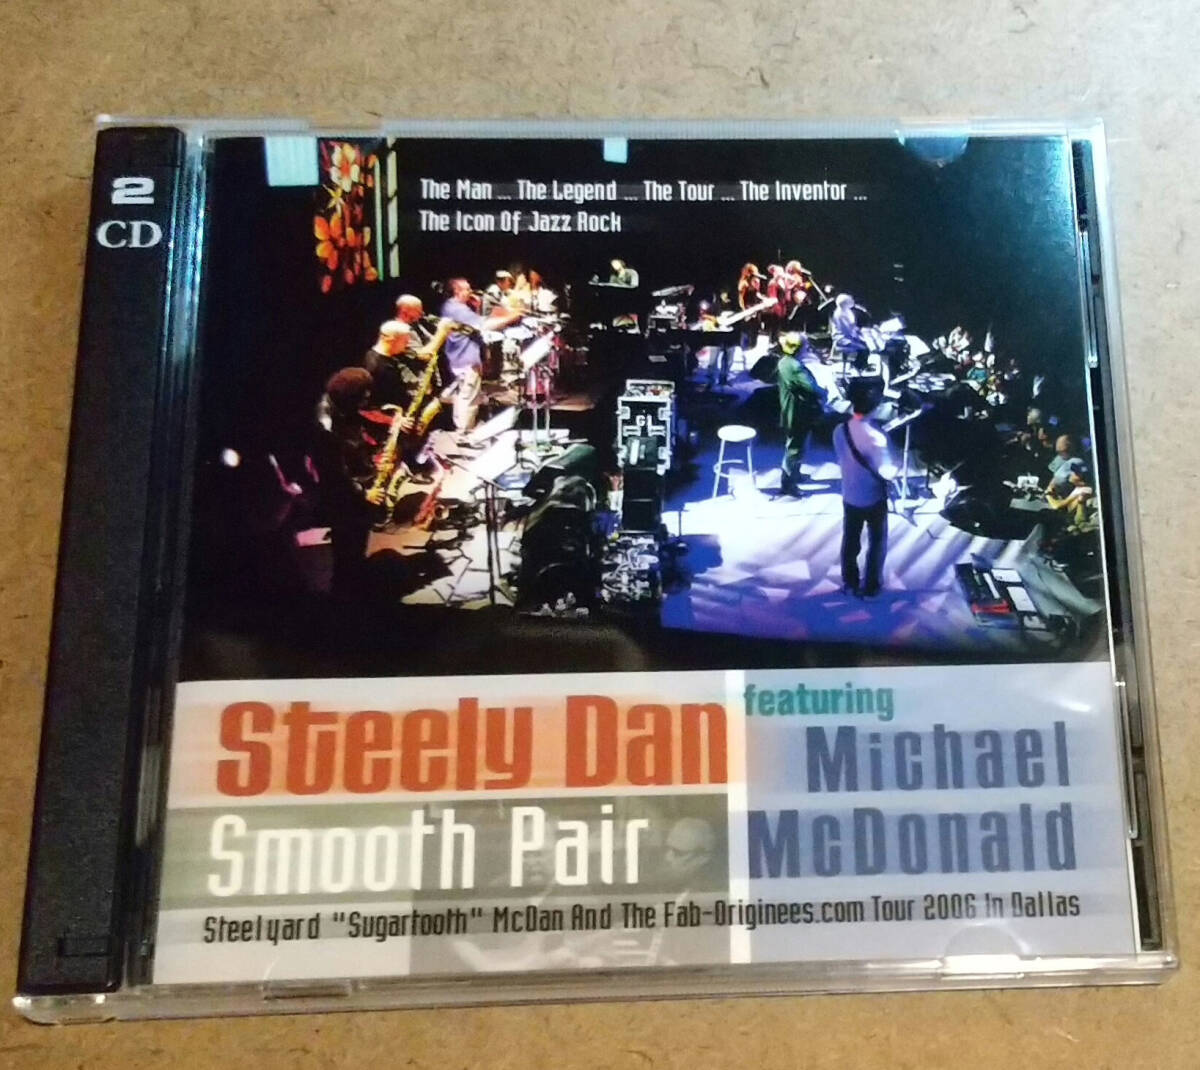 2
CD
The Man ... The Legend ... The Tour ... The Inventor ...
The Icon Of Jazz Rock
Steely Dan
featuring
Michael
McDonald
Smooth Pair
Steelyard "Sugartooth" McDan And The Fab-Originees.com Tour 2006 In Dallas